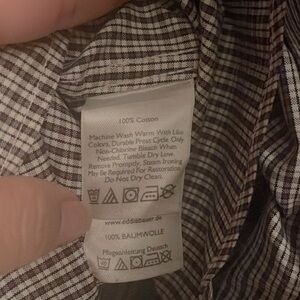 100% Cotton
Machine Wash Warm With Like
Colors, Durable Press Cycle. Only
Non-Chlorine Bleach When
Needed. Tumble Dry Low.
Remove Promptly. Steam Ironing
May Be Required For Restoration.
Do Not Dry Clean.
www.eddiebauer.de
100% BAUMWOLLE
Pflegeanleitung Deutsch